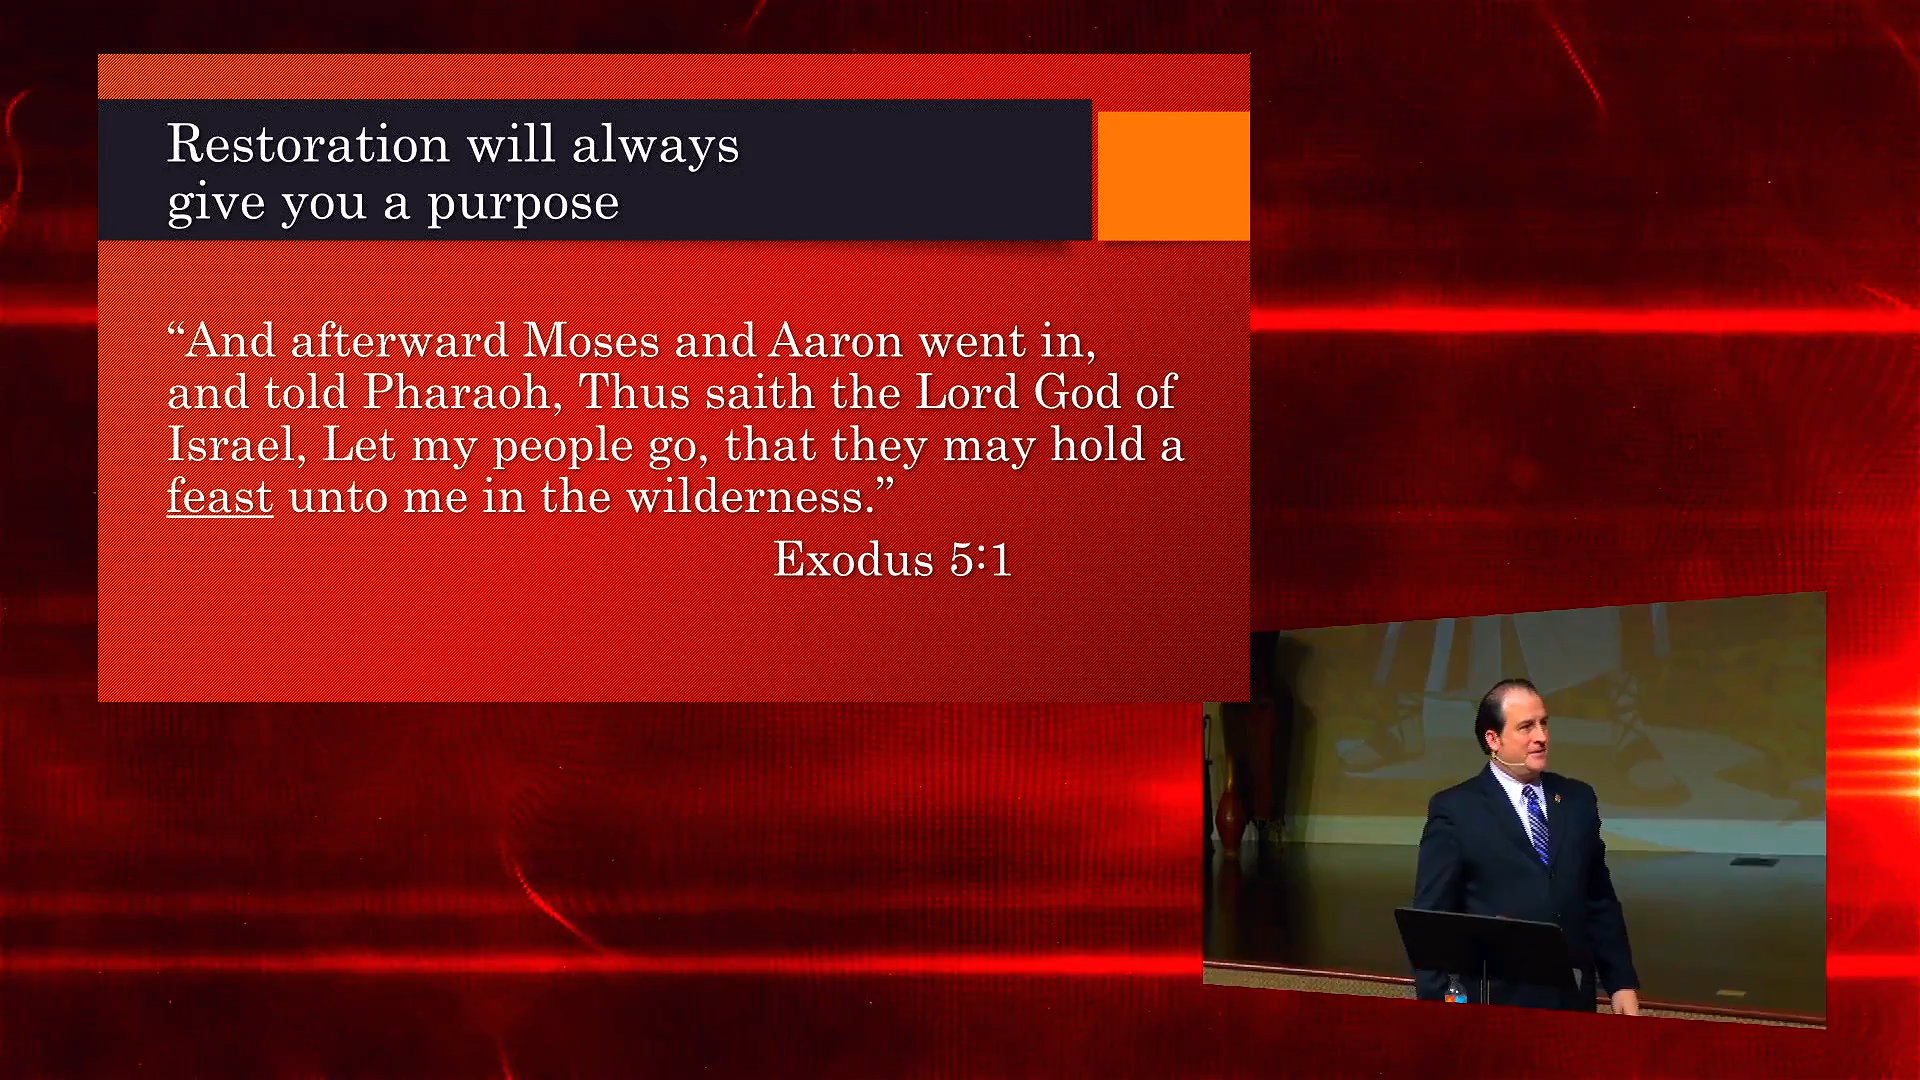 Restoration will always
give you a purpose
“And afterward Moses and Aaron went in,
and told Pharaoh, Thus saith the Lord God of
Israel, Let my people go, that they may hold a
feast unto me in the wilderness.”
Exodus 5:1